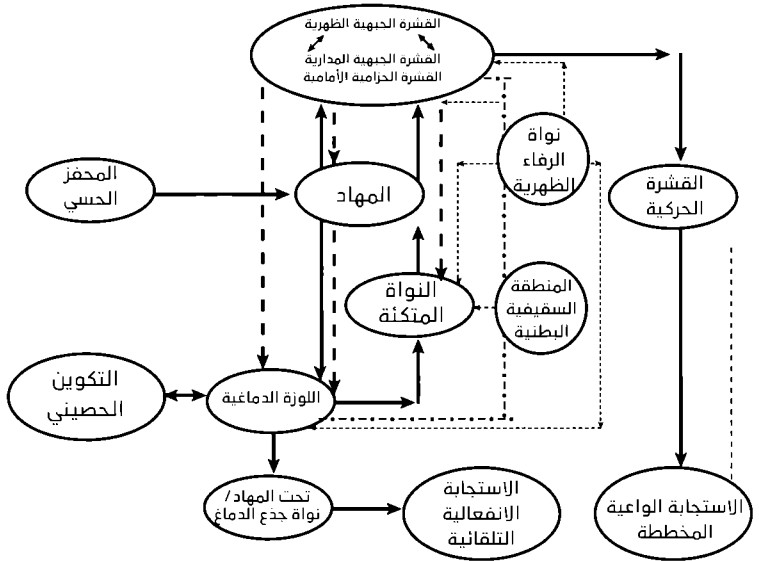 القشرة الجبهية الظهرية
القشرة الجبهية المدارية
القشرة الحزامية الأمامية
نواة
الرفاء
الظهرية
المحفز
الحسي
المهاد
القشرة
الحركية
النواة
المتكئة
المنطقة
السقيفية
البطنية
التكوين
الحصيني
اللوزة الدماغية
تحت المهاد/
نواة جذع الدماغ
الاستجابة
الانفعالية
التلقائية
الاستجابة الواعية
المخططة